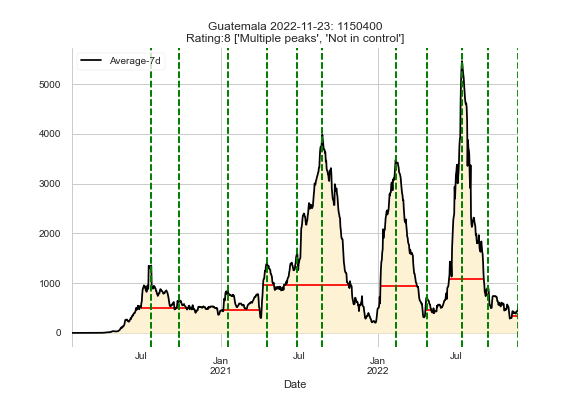 Guatemala 2022-11-23: 1150400
Rating:8 ['Multiple peaks', 'Not in control']
Average-7d
5000
4000
3000
2000
1000
0
Jul
Jan
2021
Jul
Jan
2022
Jul
Date